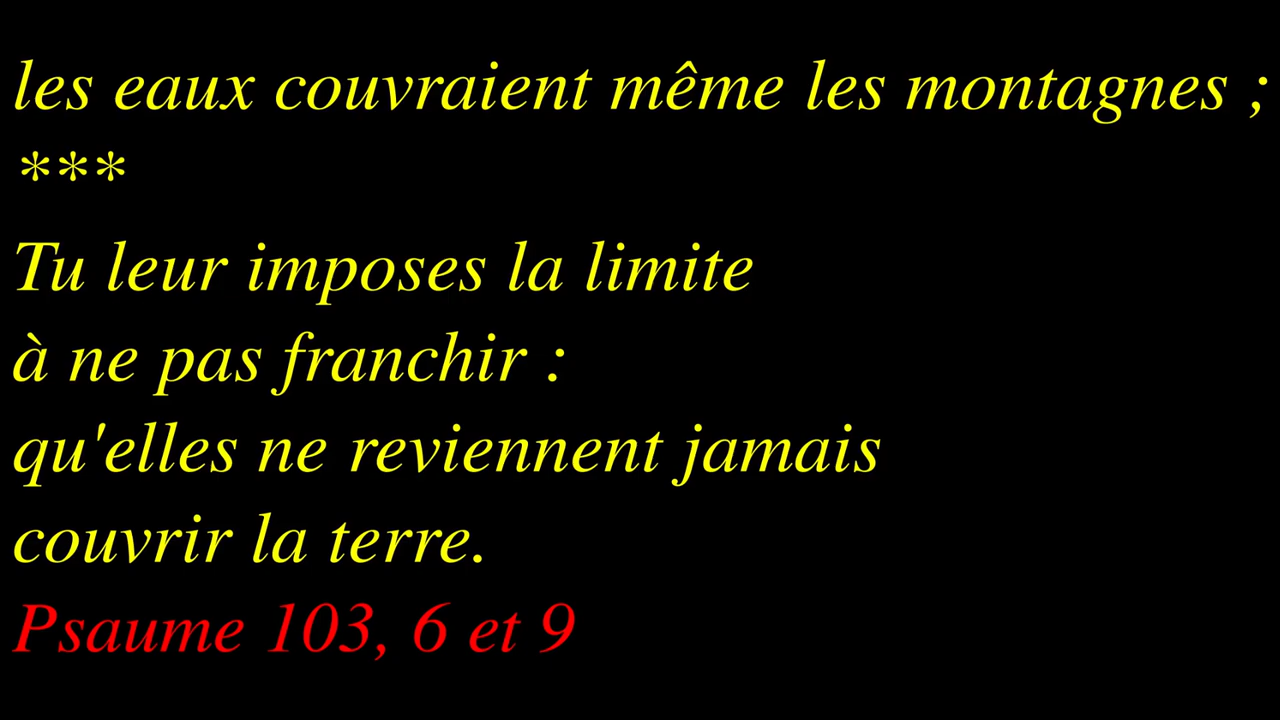 les eaux couvraient même les montagnes ;
***
Tu leur imposes la limite
à ne pas franchir :
qu'elles ne reviennent jamais
couvrir la terre.
Psaume 103, 6 et 9